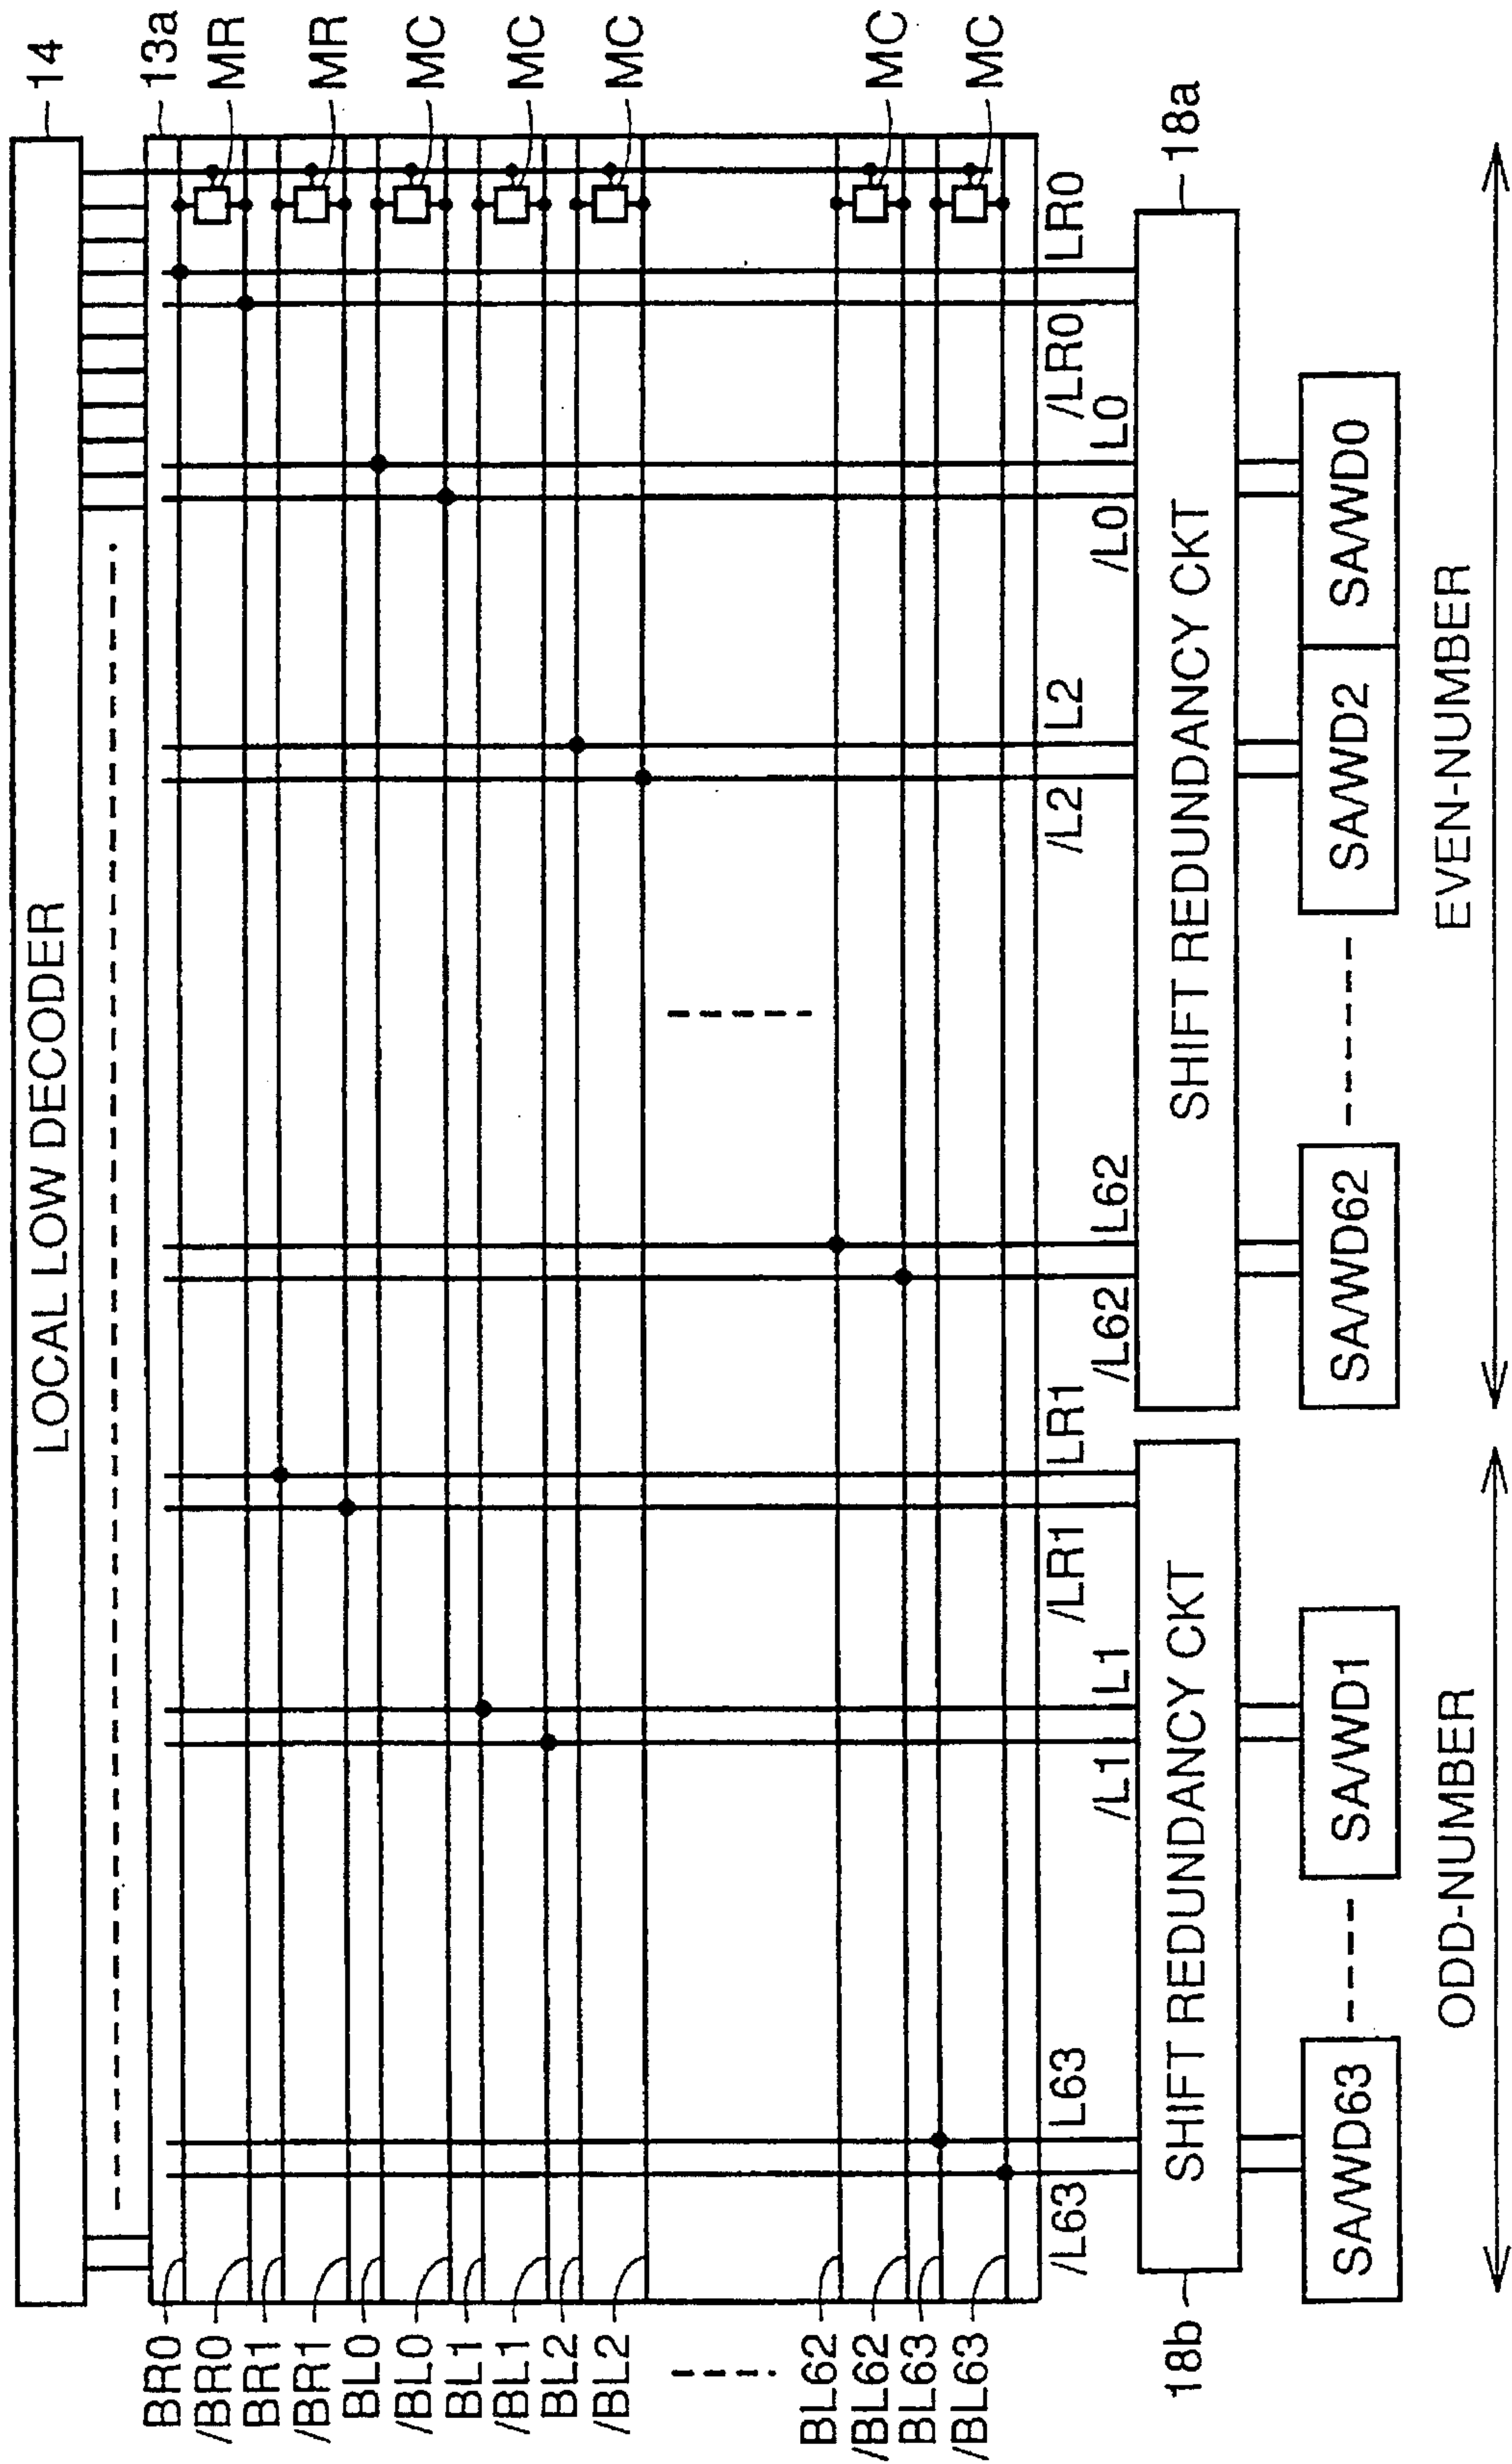 LOCAL LOW DECODER
14
13a
MR
MR
MC
MC
MC
MC
MC
BR0
/BR0
BR1
/BR1
BL0
/BL0
BL1
/BL1
BL2
/BL2
BL62
/BL62
BL63
/BL63
/L63
L63
/L1
L1
/LR1
LR1
/L62
L62
/L2
L2
/L0
L0
/LR0
LR0
18b
SHIFT REDUNDANCY CKT
SHIFT REDUNDANCY CKT
18a
SA/WD63
SA/WD1
SA/WD62
SA/WD2
SA/WD0
ODD-NUMBER
EVEN-NUMBER